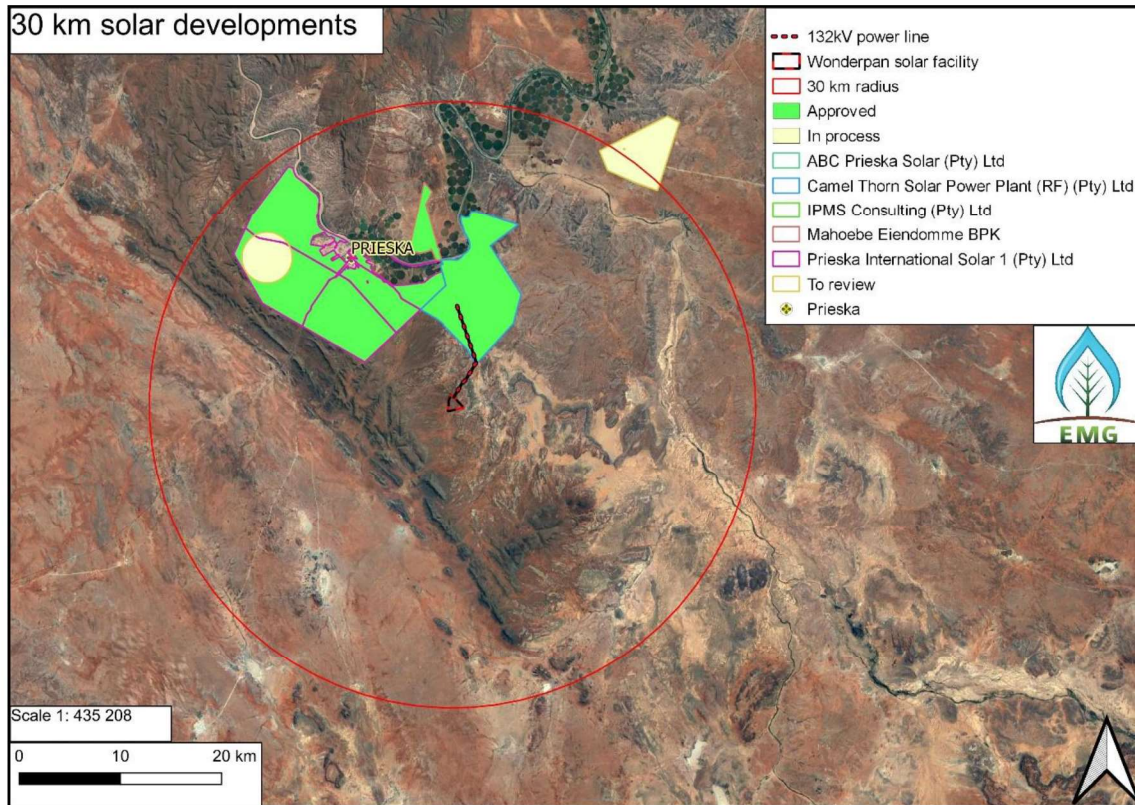 30 km solar developments
132kV power line
Wonderpan solar facility
30 km radius
Approved
In process
ABC Prieska Solar (Pty) Ltd
Camel Thorn Solar Power Plant (RF) (Pty) Ltd
IPMS Consulting (Pty) Ltd
Mahoebe Eiendomme BPK
Prieska International Solar 1 (Pty) Ltd
To review
Prieska
PRIESKA
EMG
Scale 1: 435 208
0 10 20 km